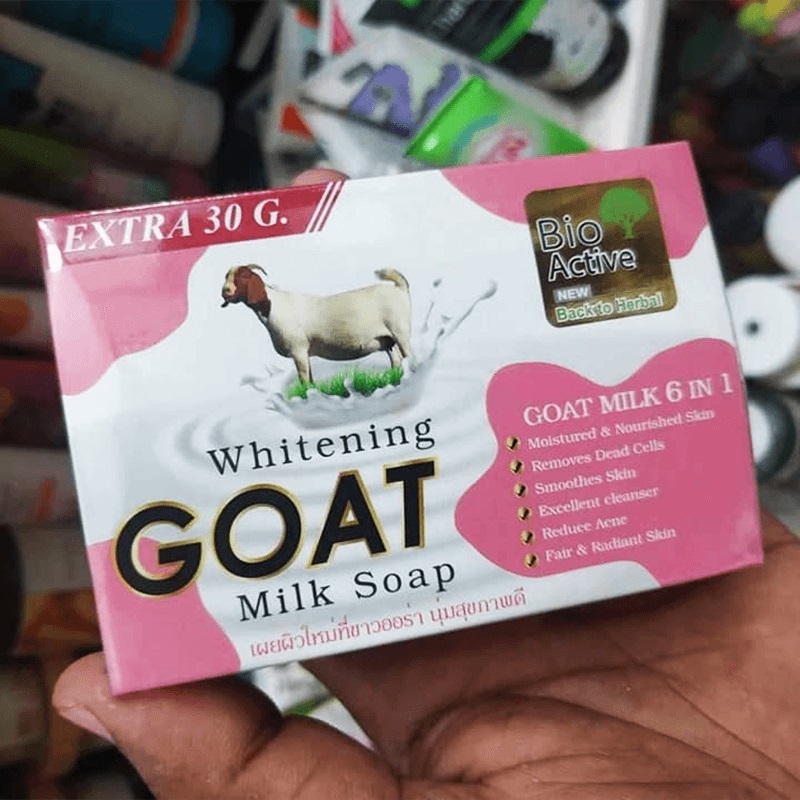 EXTRA 30 G.
Bio
Active
NEW
Back to Herbal
Whitening
GOAT
Milk Soap
เผยผิวใหม่ที่ขาวออร่า นุ่มสุขภาพดี
GOAT MILK 6 IN 1
Moistured & Nourished Skin
Removes Dead Cells
Smoothes Skin
Excellent cleanser
Reduce Acne
Fair & Radiant Skin